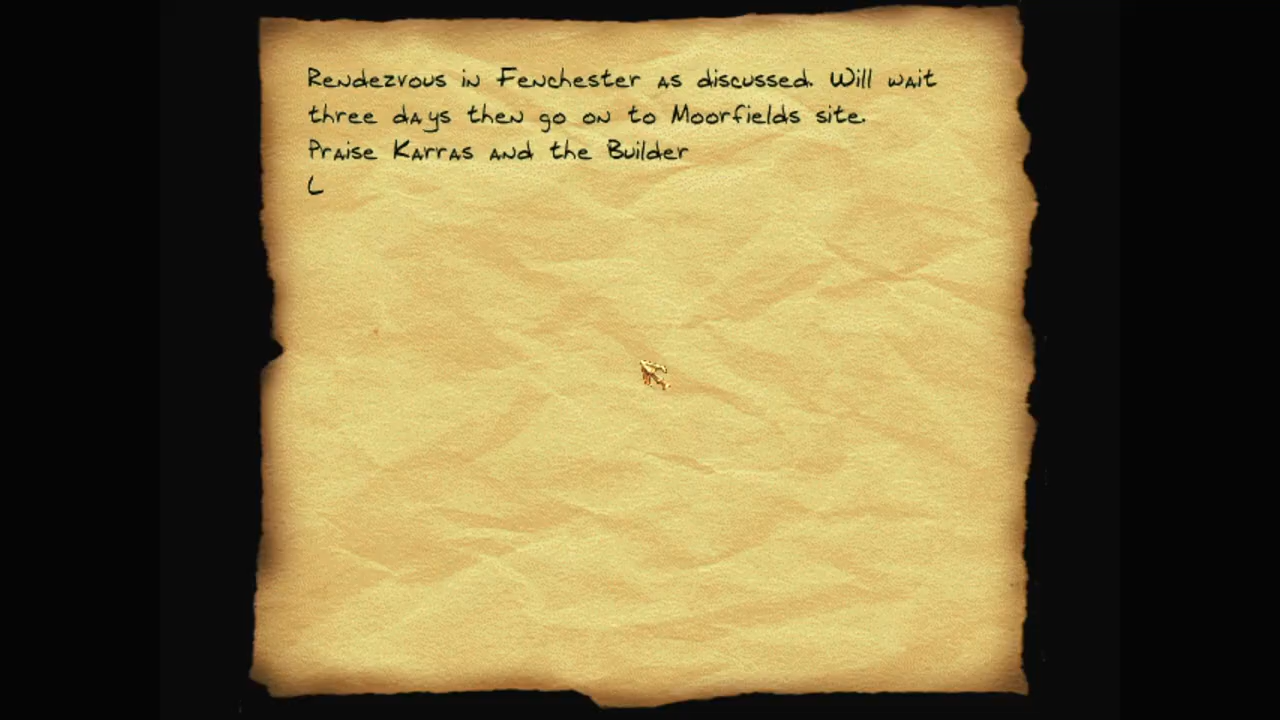 Rendezvous in Fenchester as discussed. Will wait
three days then go on to Moorfields site.
Praise Karras and the Builder
L